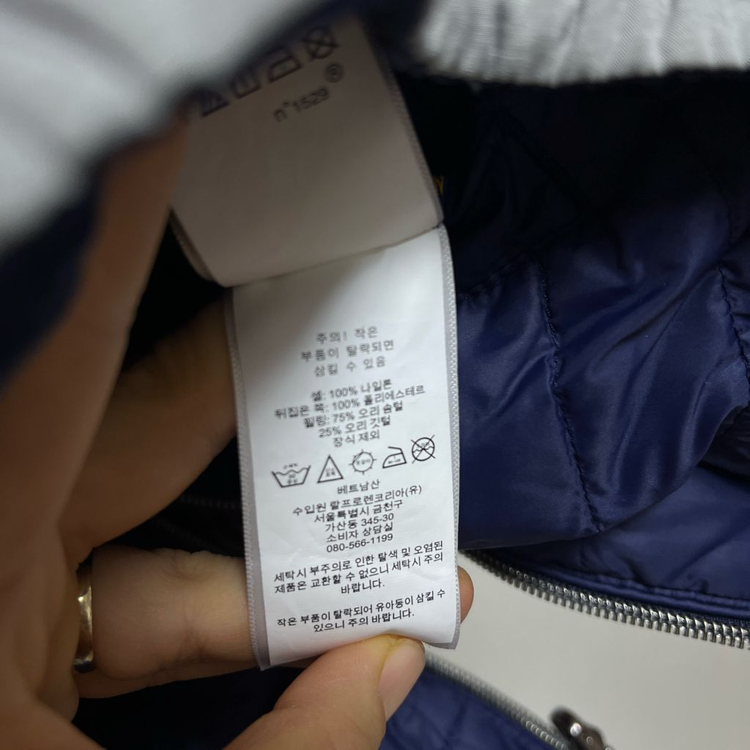 n°1529 ®
주의! 작은
부품이 탈락되면
삼킬 수 있음
셸: 100% 나일론
뒤집은 쪽: 100% 폴리에스테르
필링: 75% 오리 솜털
25% 오리 깃털
장식 제외
베트남산
수입원 랄프로렌코리아(유)
서울특별시 금천구
가산동 345-30
소비자 상담실
080-566-1199
세탁시 부주의로 인한 탈색 및 오염된
제품은 교환할 수 없으니 세탁시 주의
바랍니다.
작은 부품이 탈락되어 유아동이 삼킬 수
있으니 주의 바랍니다.